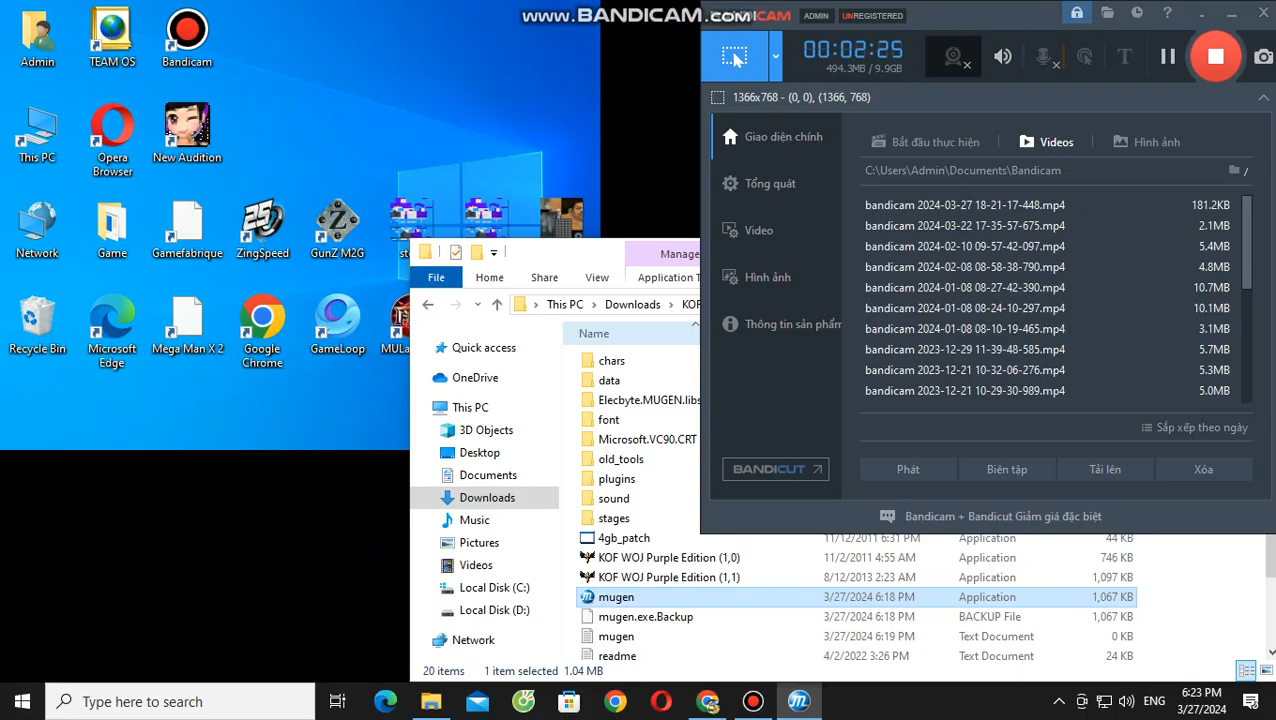 www.BANDICAM.com
BANDICAM ADMIN UNREGISTERED
00:02:25
494.3MB / 9.9GB
1366x768 - (0, 0), (1366, 768)
Giao diện chính
Tổng quát
Video
Hình ảnh
Thông tin sản phẩm
Bắt đầu thực hiện Videos Hình ảnh
C:\Users\Admin\Documents\Bandicam
bandicam 2024-03-27 18-21-17-448.mp4 181.2KB
bandicam 2024-03-22 17-35-57-675.mp4 2.1MB
bandicam 2024-02-10 09-57-42-097.mp4 5.4MB
bandicam 2024-02-08 08-58-38-790.mp4 4.8MB
bandicam 2024-01-08 08-27-42-390.mp4 10.7MB
bandicam 2024-01-08 08-24-10-297.mp4 10.1MB
bandicam 2024-01-08 08-10-19-465.mp4 3.1MB
bandicam 2023-12-29 11-39-48-585.mp4 5.7MB
bandicam 2023-12-21 10-32-06-276.mp4 5.3MB
bandicam 2023-12-21 10-29-30-989.mp4 5.0MB
Sắp xếp theo ngày
BANDICUT
Phát Biên tập Tải lên Xóa
Bandicam + Bandicut Giảm giá đặc biệt
Admin TEAM OS Bandicam
This PC Opera Browser New Audition
Network Game Gamefabrique ZingSpeed GunZ M2G
Recycle Bin Microsoft Edge Mega Man X 2 Google Chrome GameLoop
Manage
File Home Share View
This PC Downloads
Name
Quick access
OneDrive
This PC
3D Objects
Desktop
Documents
Downloads
Music
Pictures
Videos
Local Disk (C:)
Local Disk (D:)
Network
chars
data
Elecbyte.MUGEN.libs
font
Microsoft.VC90.CRT
old_tools
plugins
sound
stages
4gb_patch 11/12/2011 6:31 PM Application 44 KB
KOF WOJ Purple Edition (1,0) 11/2/2011 4:55 AM Application 746 KB
KOF WOJ Purple Edition (1,1) 8/12/2013 2:23 AM Application 1,097 KB
mugen 3/27/2024 6:18 PM Application 1,067 KB
mugen.exe.Backup 3/27/2024 6:18 PM BACKUP File 1,067 KB
mugen 3/27/2024 6:19 PM Text Document 0 KB
readme 4/2/2022 3:26 PM Text Document 24 KB
20 items 1 item selected 1.04 MB
Type here to search
ENG
6:23 PM
3/27/2024